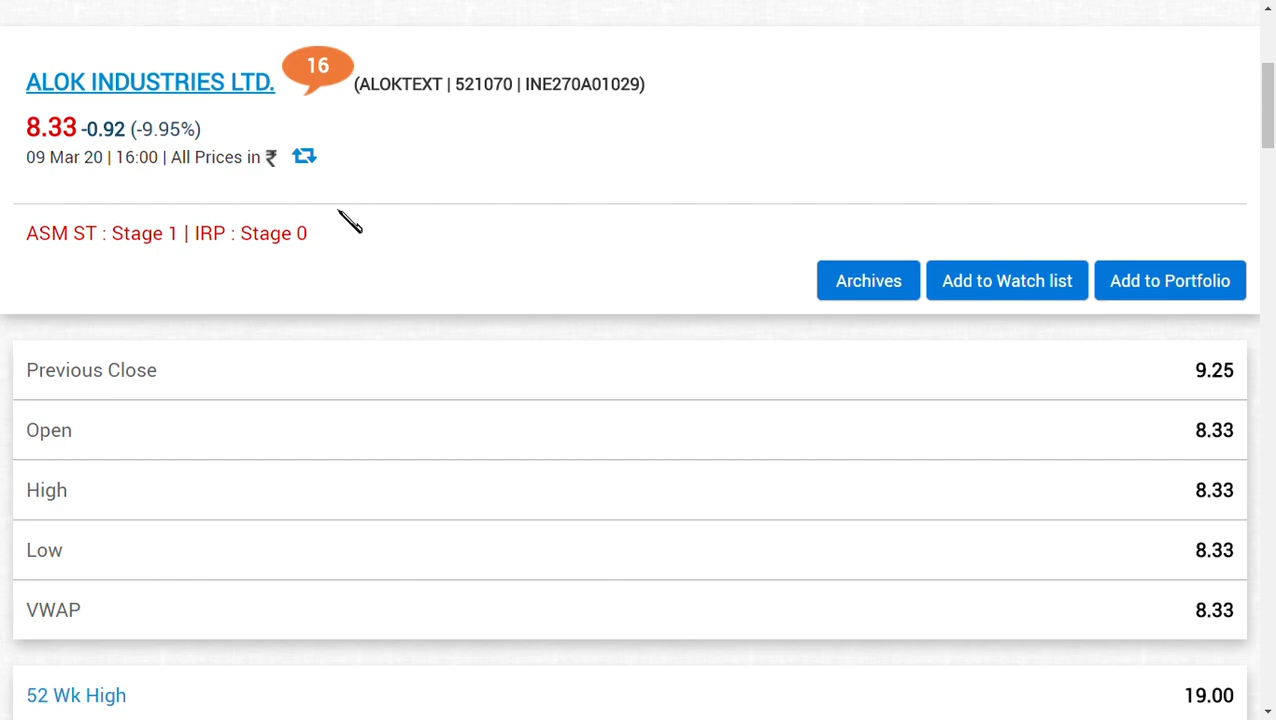 ALOK INDUSTRIES LTD. 16 (ALOKTEXT | 521070 | INE270A01029)
8.33 -0.92 (-9.95%)
09 Mar 20 | 16:00 | All Prices in ₹
ASM ST : Stage 1 | IRP : Stage 0
Archives Add to Watch list Add to Portfolio
Previous Close 9.25
Open 8.33
High 8.33
Low 8.33
VWAP 8.33
52 Wk High 19.00